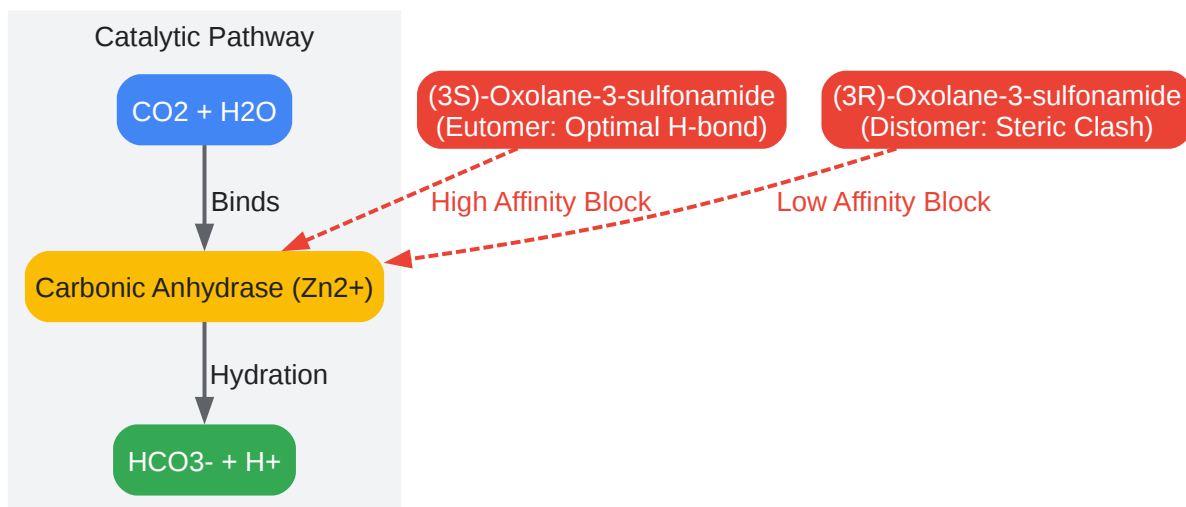 Catalytic Pathway
CO2 + H2O
(3S)-Oxolane-3-sulfonamide
(Eutomer: Optimal H-bond)
(3R)-Oxolane-3-sulfonamide
(Distomer: Steric Clash)
Binds
High Affinity Block
Low Affinity Block
Carbonic Anhydrase (Zn2+)
Hydration
HCO3- + H+